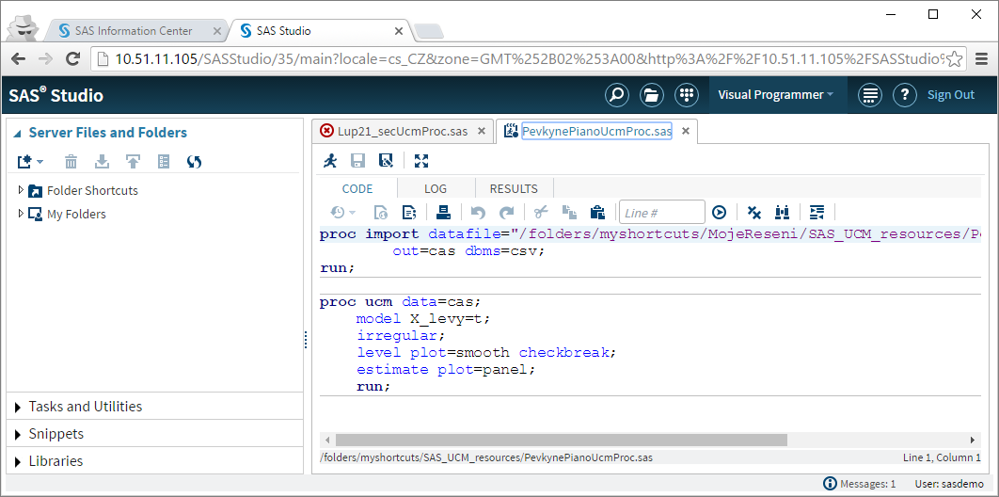 SAS Information Center
SAS Studio
10.51.11.105/SASStudio/35/main?locale=cs_CZ&zone=GMT%252B02%253A00&http%3A%2F%2F10.51.11.105%2FSASStudio%
SAS® Studio
Visual Programmer
Sign Out
Server Files and Folders
Folder Shortcuts
My Folders
Tasks and Utilities
Snippets
Libraries
Lup21_secUcmProc.sas
PevkynePianoUcmProc.sas
CODE LOG RESULTS
Line #
proc import datafile="/folders/myshortcuts/MojeReseni/SAS_UCM_resources/Pe
out=cas dbms=csv;
run;
proc ucm data=cas;
model X_levy=t;
irregular;
level plot=smooth checkbreak;
estimate plot=panel;
run;
/folders/myshortcuts/SAS_UCM_resources/PevkynePianoUcmProc.sas
Line 1, Column 1
Messages: 1
User: sasdemo